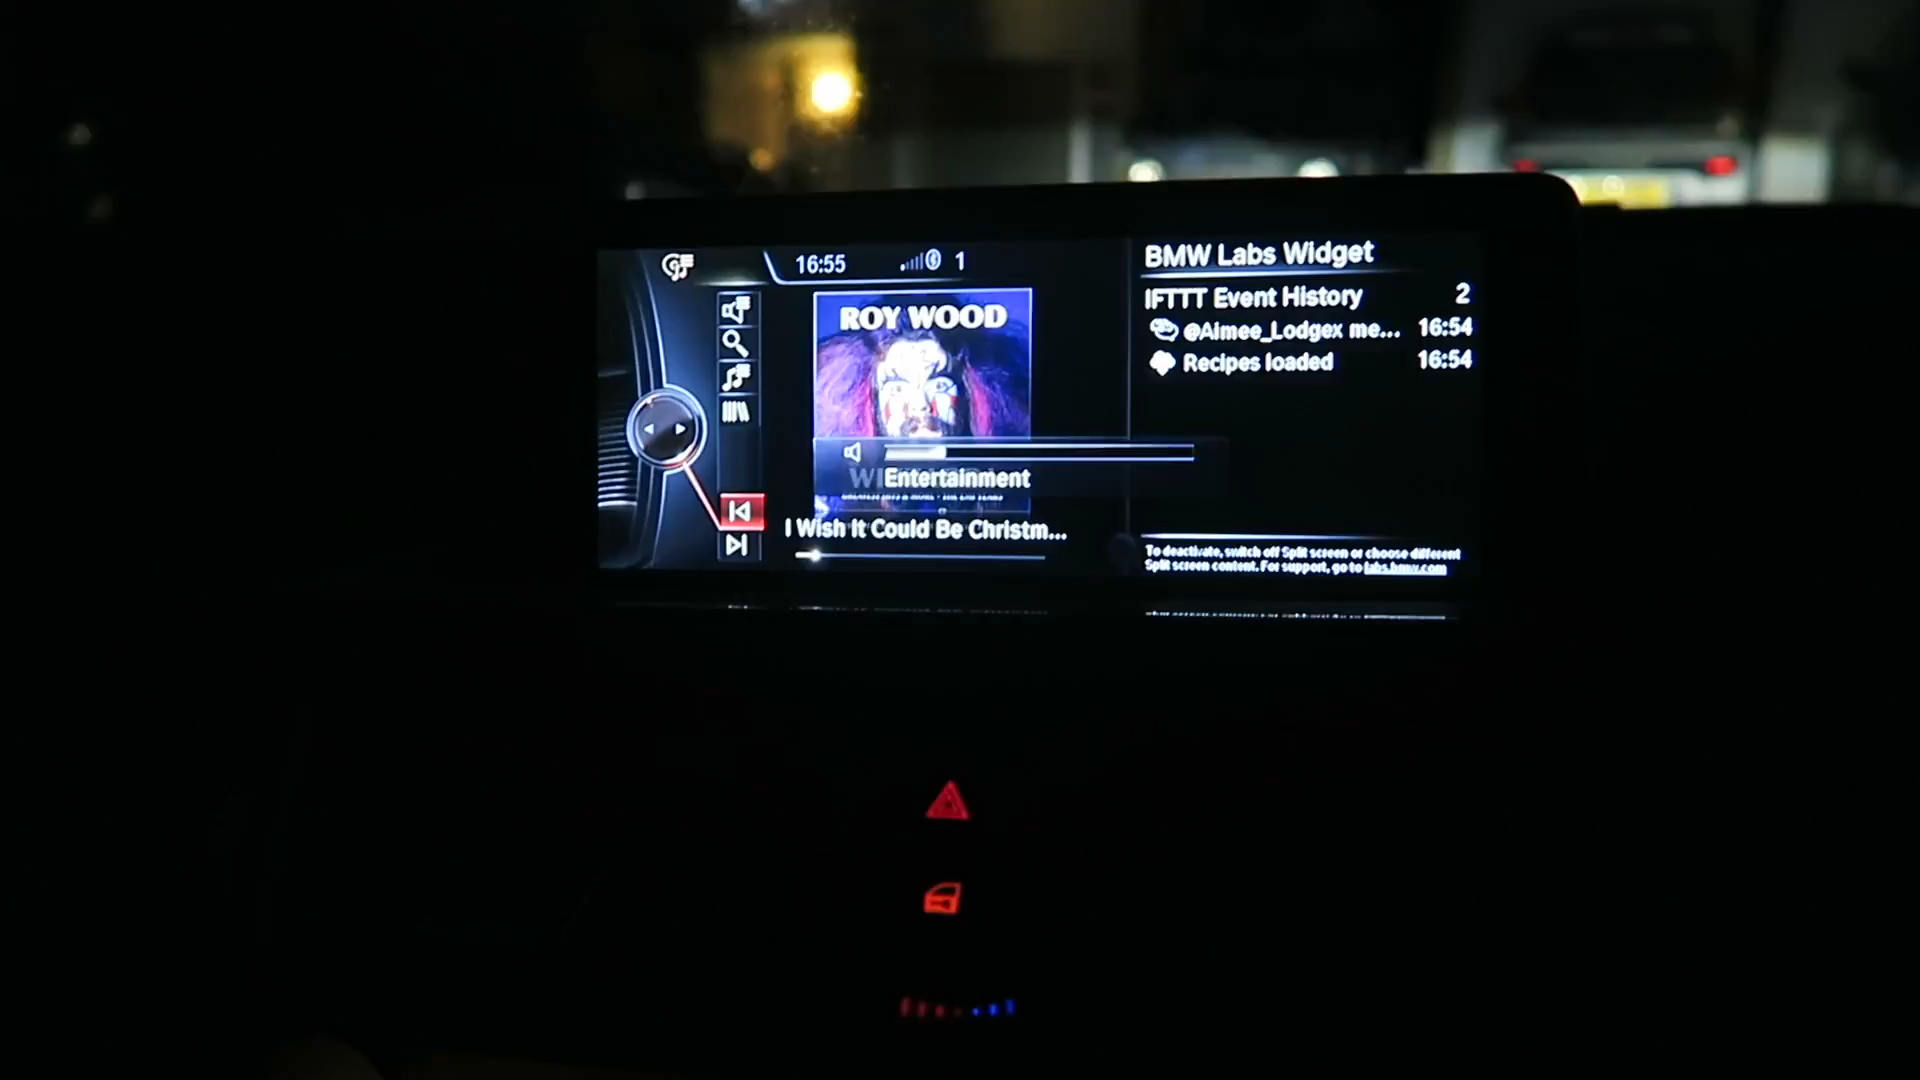 16:55
1
ROY WOOD
Entertainment
I Wish It Could Be Christm...
BMW Labs Widget
IFTTT Event History 2
@Aimee_Lodgex me... 16:54
Recipes loaded 16:54
To deactivate, switch off Split screen or choose different
Split screen content. For support, go to labs.bmw.com